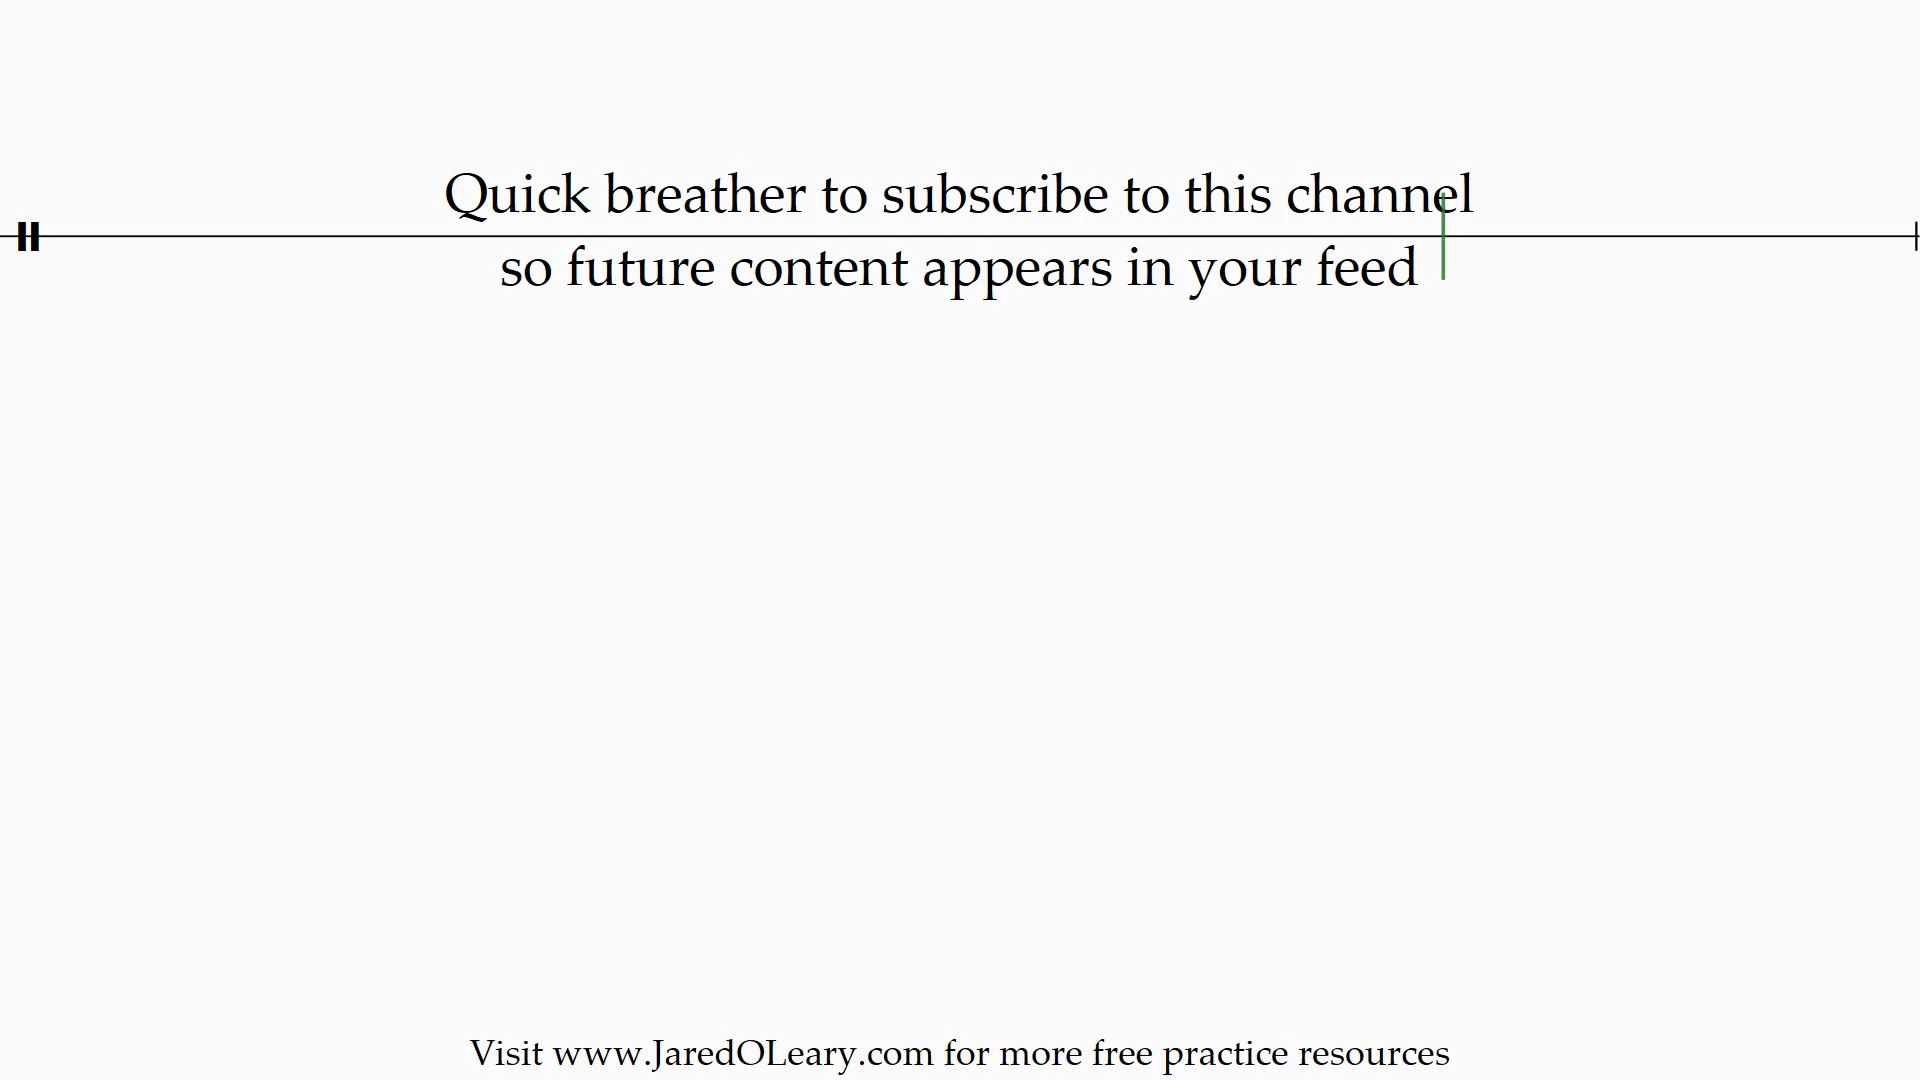 Quick breather to subscribe to this channel
so future content appears in your feed
Visit www.JaredOLeary.com for more free practice resources